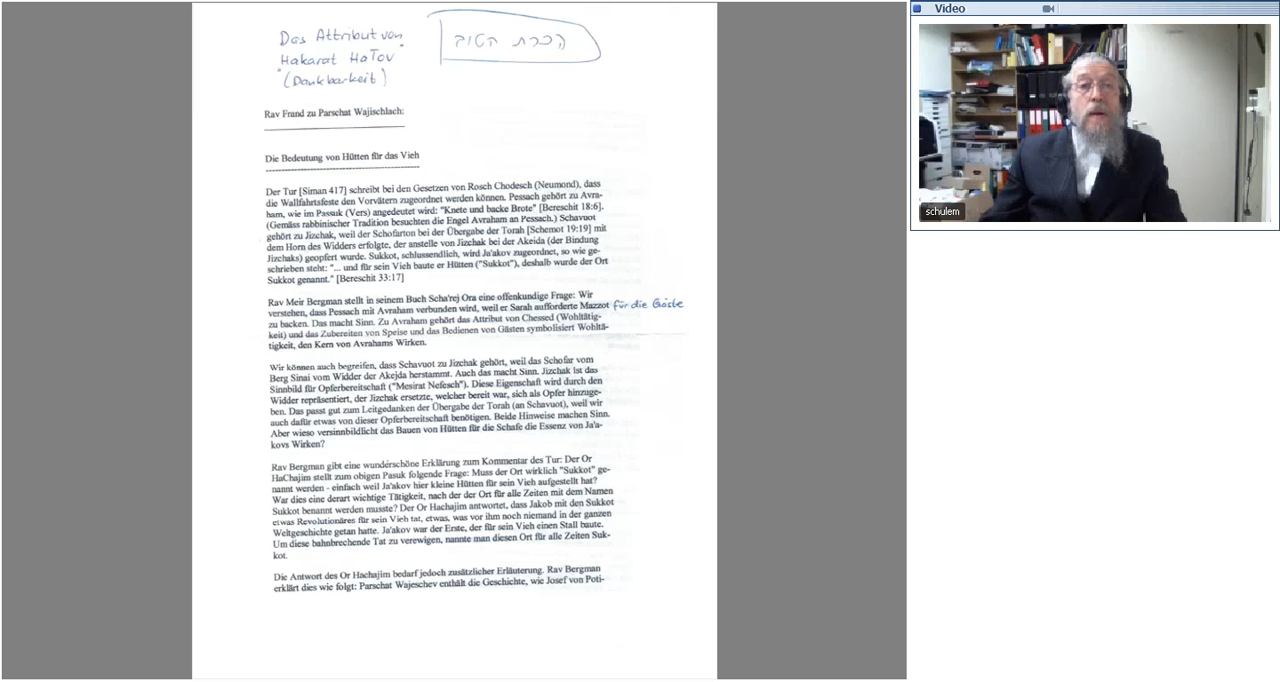 Das Attribut von
"Hakarat HaTov"
(Dankbarkeit)
הכרת הטוב
Rav Frand zu Parschat Wajischlach:
Die Bedeutung von Hütten für das Vieh
Der Tur [Siman 417] schreibt bei den Gesetzen von Rosch Chodesch (Neumond), dass
die Wallfahrtsfeste den Vorvätern zugeordnet werden können. Pessach gehört zu Avra-
ham, wie im Passuk (Vers) angedeutet wird: "Knete und backe Brote" [Bereschit 18:6].
(Gemäss rabbinischer Tradition besuchten die Engel Avraham an Pessach.) Schavuot
gehört zu Jizchak, weil der Schofarton bei der Übergabe der Torah [Schemot 19:19] mit
dem Horn des Widders erfolgte, der anstelle von Jizchak bei der Akeida (der Bindung
Jizchaks) geopfert wurde. Sukkot, schlussendlich, wird Ja'akov zugeordnet, so wie ge-
schrieben steht: "... und für sein Vieh baute er Hütten ("Sukkot"), deshalb wurde der Ort
Sukkot genannt." [Bereschit 33:17]
Rav Meir Bergman stellt in seinem Buch Scha'rej Ora eine offenkundige Frage: Wir
verstehen, dass Pessach mit Avraham verbunden wird, weil er Sarah aufforderte Mazzot für die Gäste
zu backen. Das macht Sinn. Zu Avraham gehört das Attribut von Chessed (Wohltätig-
keit) und das Zubereiten von Speise und das Bedienen von Gästen symbolisiert Wohltä-
tigkeit, den Kern von Avrahams Wirken.
Wir können auch begreifen, dass Schavuot zu Jizchak gehört, weil das Schofar vom
Berg Sinai vom Widder der Akejda herstammt. Auch das macht Sinn. Jizchak ist das
Sinnbild für Opferbereitschaft ("Mesirat Nefesch"). Diese Eigenschaft wird durch den
Widder repräsentiert, der Jizchak ersetzte, welcher bereit war, sich als Opfer hinzuge-
ben. Das passt gut zum Leitgedanken der Übergabe der Torah (an Schavuot), weil wir
auch dafür etwas von dieser Opferbereitschaft benötigen. Beide Hinweise machen Sinn.
Aber wieso versinnbildlicht das Bauen von Hütten für die Schafe die Essenz von Ja'a-
kovs Wirken?
Rav Bergman gibt eine wunderschöne Erklärung zum Kommentar des Tur: Der Or
HaChajim stellt zum obigen Pasuk folgende Frage: Muss der Ort wirklich "Sukkot" ge-
nannt werden - einfach weil Ja'akov hier kleine Hütten für sein Vieh aufgestellt hat?
War dies eine derart wichtige Tätigkeit, nach der der Ort für alle Zeiten mit dem Namen
Sukkot benannt werden musste? Der Or Hachajim antwortet, dass Jakob mit den Sukkot
etwas Revolutionäres für sein Vieh tat, etwas, was vor ihm noch niemand in der ganzen
Weltgeschichte getan hatte. Ja'akov war der Erste, der für sein Vieh einen Stall baute.
Um diese bahnbrechende Tat zu verewigen, nannte man diesen Ort für alle Zeiten Suk-
kot.
Die Antwort des Or Hachajim bedarf jedoch zusätzlicher Erläuterung. Rav Bergman
erklärt dies wie folgt: Parschat Wajeschev enthält die Geschichte, wie Josef von Poti-
Video
schulem